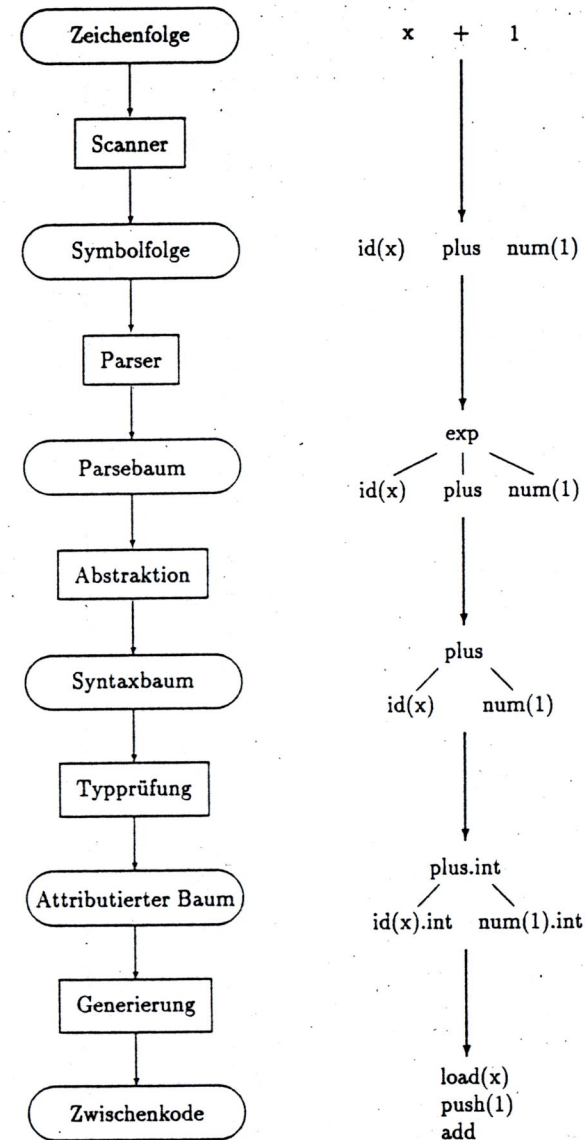 Zeichenfolge
x + 1
Scanner
Symbolfolge
id(x) plus num(1)
Parser
exp
Parsebaum
id(x) plus num(1)
Abstraktion
plus
Syntaxbaum
id(x) num(1)
Typprüfung
plus.int
Attributierter Baum
id(x).int num(1).int
Generierung
load(x)
push(1)
Zwischenkode
add